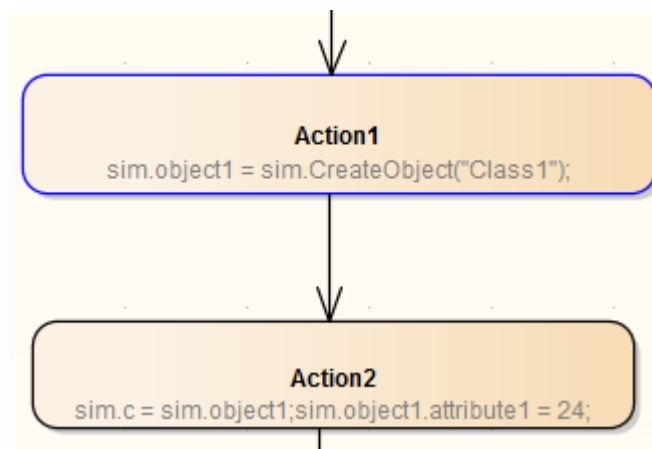 Action1
sim.object1 = sim.CreateObject("Class1");
Action2
sim.c = sim.object1;sim.object1.attribute1 = 24;